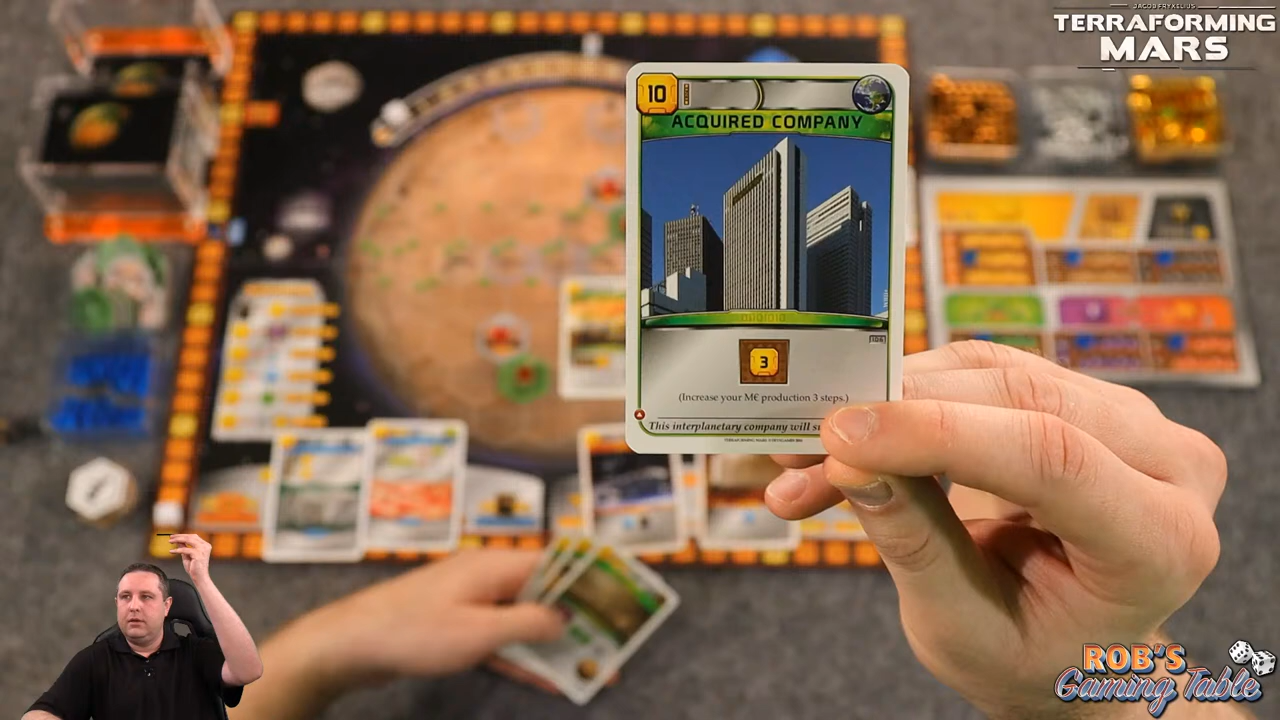 JACOB FRYXELIUS
TERRAFORMING
MARS
10
ACQUIRED COMPANY
106
3
(Increase your M€ production 3 steps.)
This interplanetary company will
ROB'S
Gaming Table